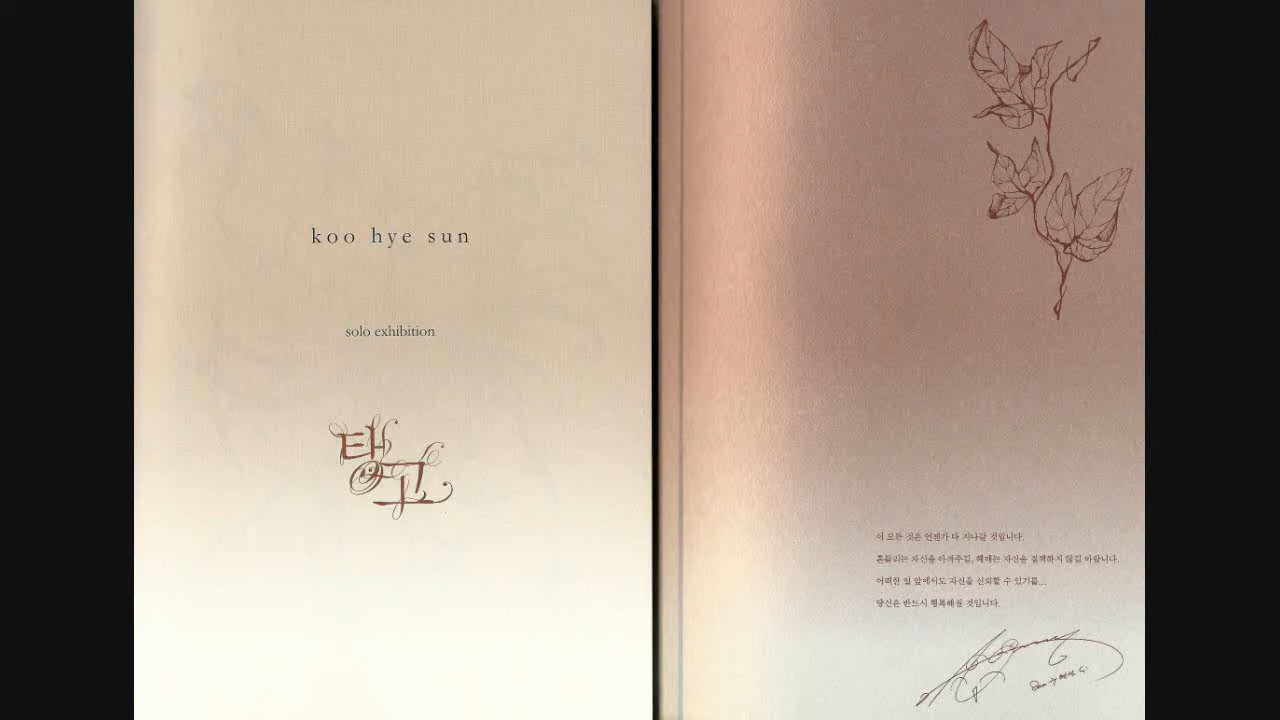 koo hye sun
solo exhibition
탱고
이 모든 것은 언젠가 다 지나갈 것입니다.
흔들리는 자신을 아껴주길, 헤매는 자신을 질책하지 않길 바랍니다.
어떠한 일 앞에서도 자신을 신뢰할 수 있기를...
당신은 반드시 행복해질 것입니다.